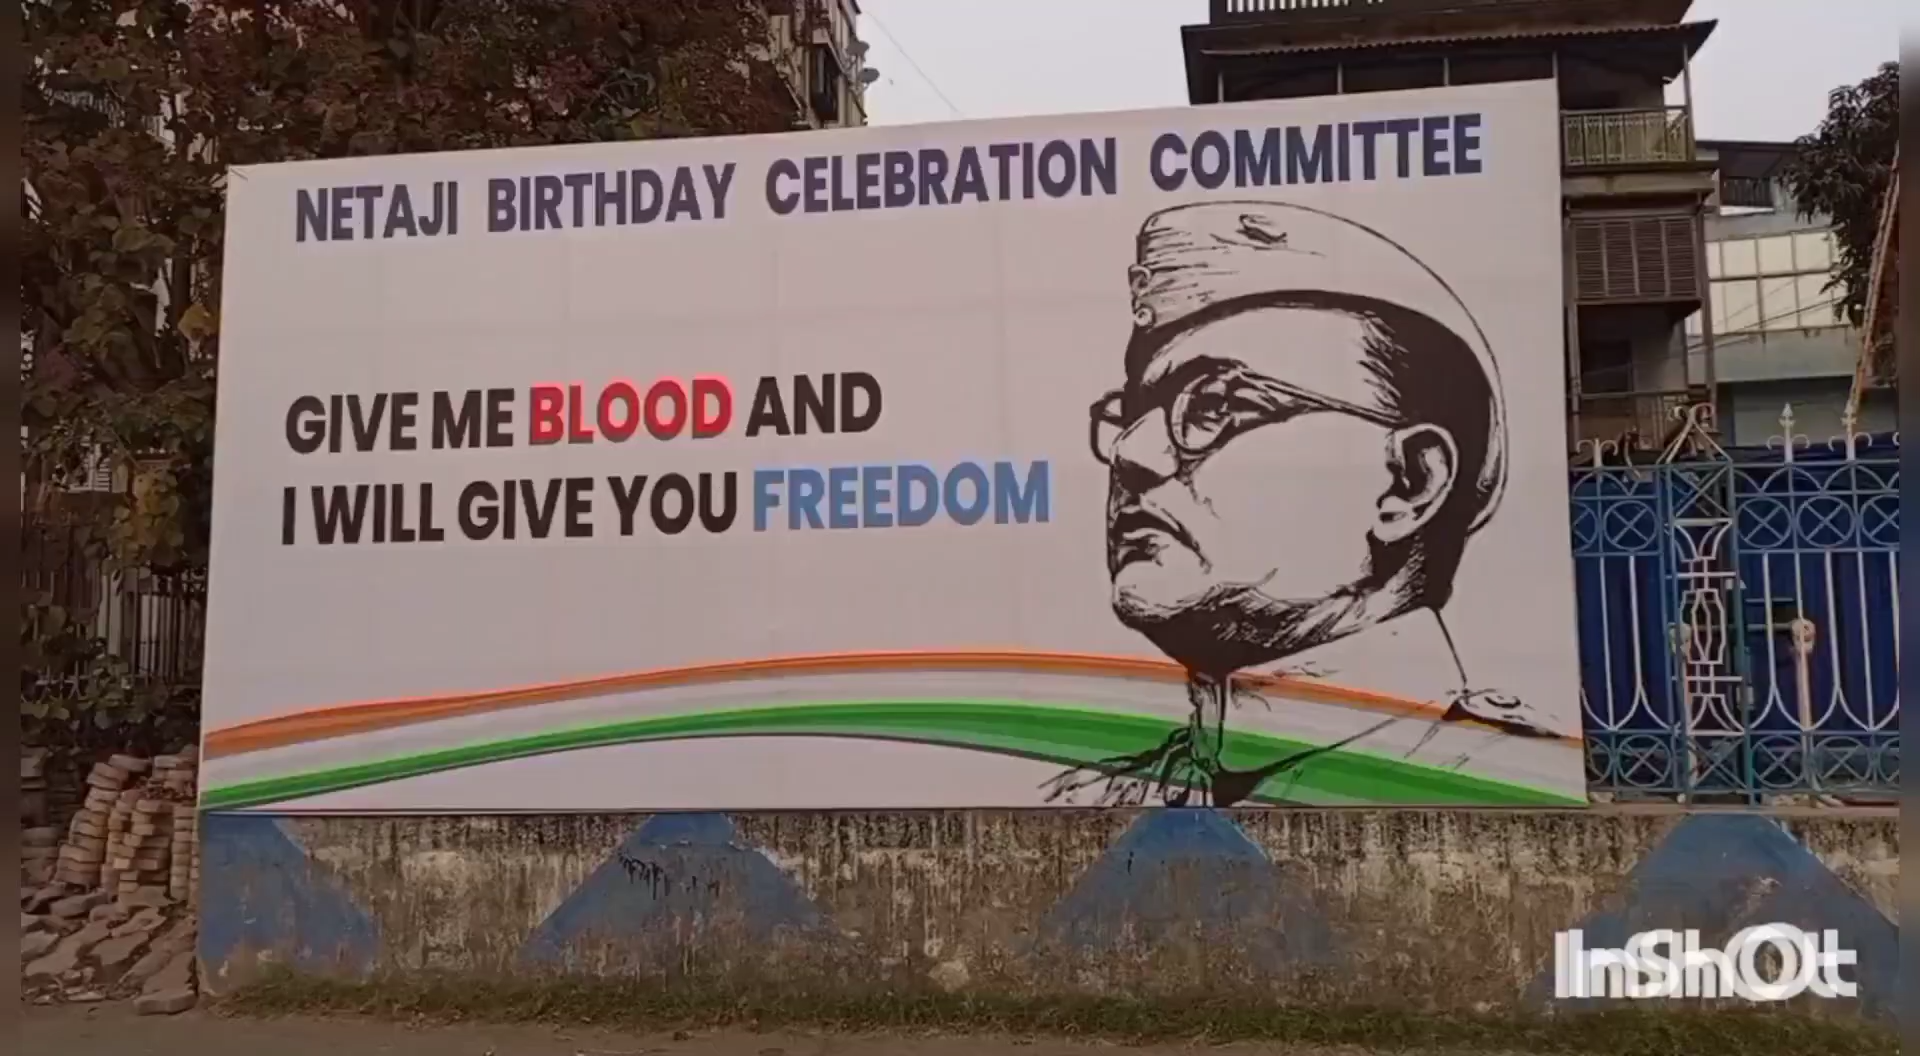 NETAJI BIRTHDAY CELEBRATION COMMITTEE
GIVE ME BLOOD AND
I WILL GIVE YOU FREEDOM
InShOt